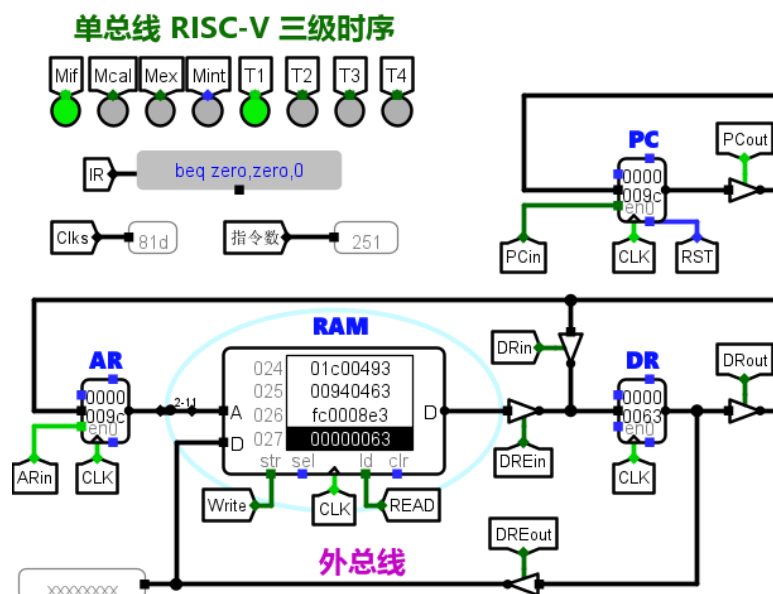 单总线 RISC-V 三级时序
Mif Mcal Mex Mint T1 T2 T3 T4
IR beq zero,zero,0
Clks 81d 指令数 251
PC
0000
009c
en0
PCout
PCin CLK RST
RAM
AR
0000
009c
en0
2-11
ARin CLK
A
D
024 01c00493
025 00940463
026 fc0008e3
027 00000063
D
str sel ld clr
Write CLK READ
DRin
DREin
DR
0000
0063
en0
DRout
CLK
DREout
外总线
xxxxxxxx